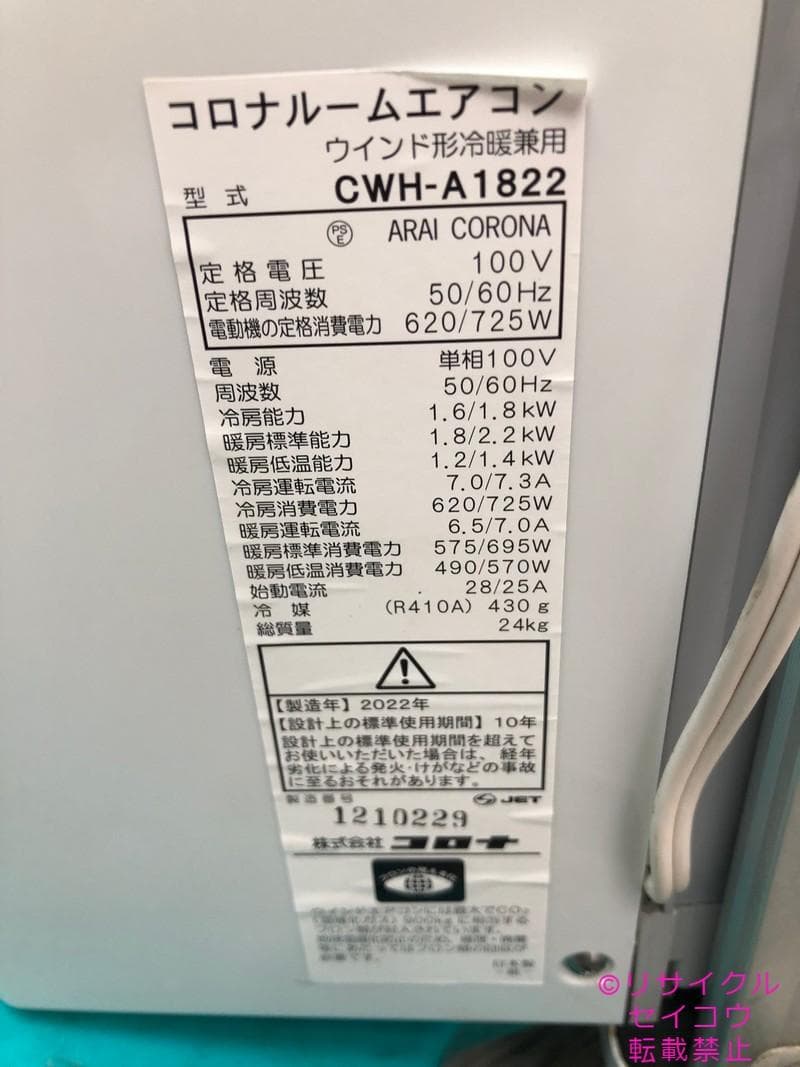 コロナルームエアコン
ウインド形冷暖兼用
型式 CWH-A1822
PSE ARAI CORONA
定格電圧 100V
定格周波数 50/60Hz
電動機の定格消費電力 620/725W
電源 単相100V
周波数 50/60Hz
冷房能力 1.6/1.8kW
暖房標準能力 1.8/2.2kW
暖房低温能力 1.2/1.4kW
冷房運転電流 7.0/7.3A
冷房消費電力 620/725W
暖房運転電流 6.5/7.0A
暖房標準消費電力 575/695W
暖房低温消費電力 490/570W
始動電流 28/25A
冷媒 (R410A) 430g
総質量 24kg
【製造年】2022年
【設計上の標準使用期間】10年
設計上の標準使用期間を超えて
お使いいただいた場合は、経年
劣化による発火・けがなどの事故
に至るおそれがあります。
製造番号 JET
1210229
株式会社 コロナ
フロンの見える化
©リサイクル
セイコウ
転載禁止